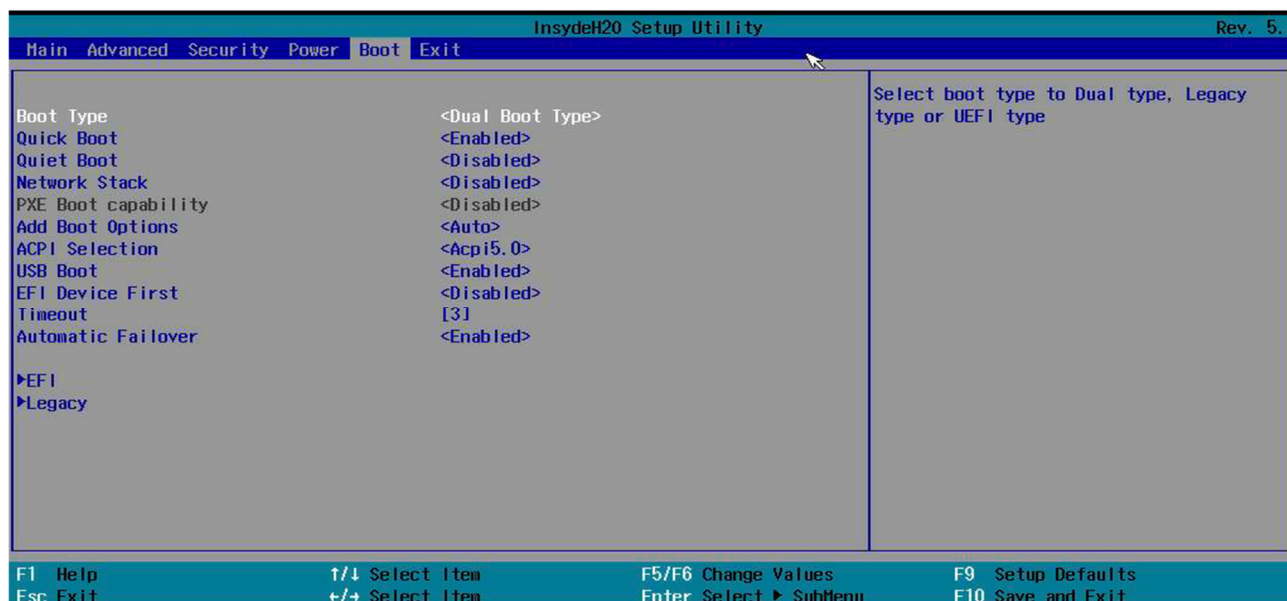 InsydeH20 Setup Utility Rev. 5.
Main Advanced Security Power Boot Exit
Boot Type <Dual Boot Type>
Quick Boot <Enabled>
Quiet Boot <Disabled>
Network Stack <Disabled>
PXE Boot capability <Disabled>
Add Boot Options <Auto>
ACPI Selection <Acpi5.0>
USB Boot <Enabled>
EFI Device First <Disabled>
Timeout [3]
Automatic Failover <Enabled>
▶EFI
▶Legacy
Select boot type to Dual type, Legacy
type or UEFI type
F1 Help ↑/↓ Select Item F5/F6 Change Values F9 Setup Defaults
Esc Exit ←/→ Select Item Enter Select ▶ SubMenu F10 Save and Exit